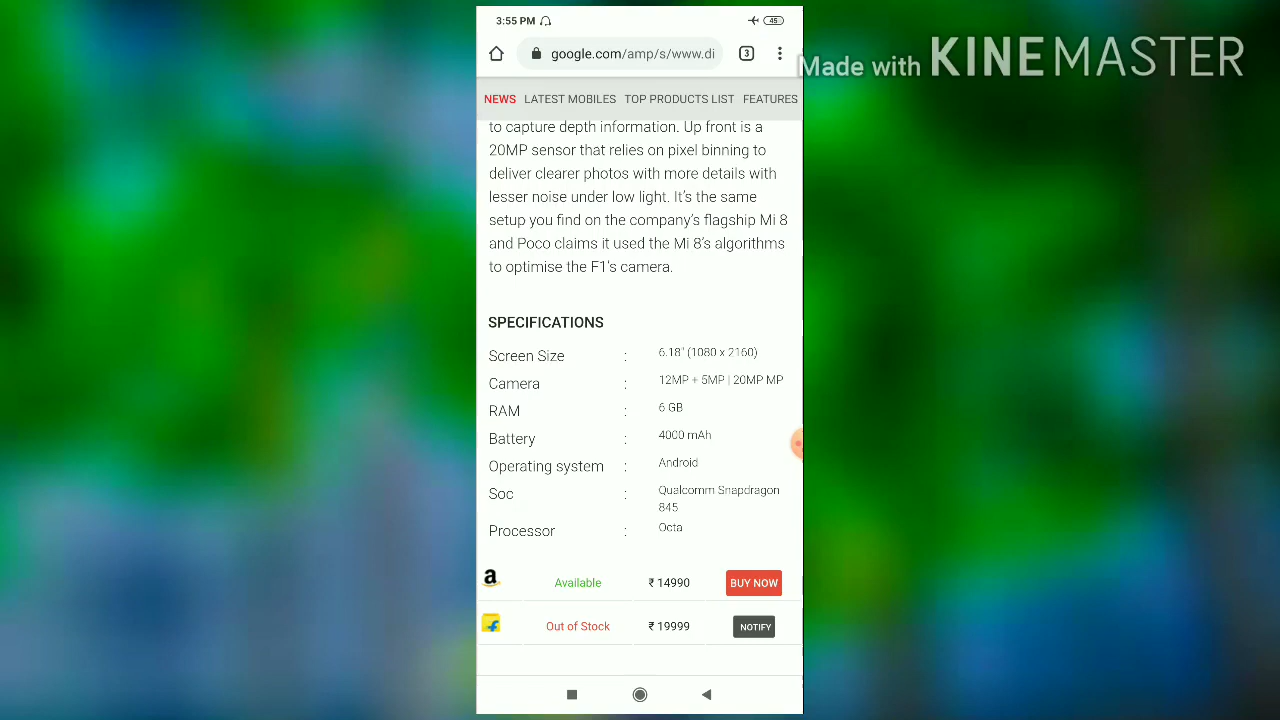 3:55 PM
45
Made with KINEMASTER
google.com/amp/s/www.di
3
NEWS LATEST MOBILES TOP PRODUCTS LIST FEATURES
to capture depth information. Up front is a
20MP sensor that relies on pixel binning to
deliver clearer photos with more details with
lesser noise under low light. It's the same
setup you find on the company's flagship Mi 8
and Poco claims it used the Mi 8's algorithms
to optimise the F1's camera.
SPECIFICATIONS
Screen Size : 6.18" (1080 x 2160)
Camera : 12MP + 5MP | 20MP MP
RAM : 6 GB
Battery : 4000 mAh
Operating system : Android
Soc : Qualcomm Snapdragon
845
Processor : Octa
a Available ₹ 14990 BUY NOW
f Out of Stock ₹ 19999 NOTIFY